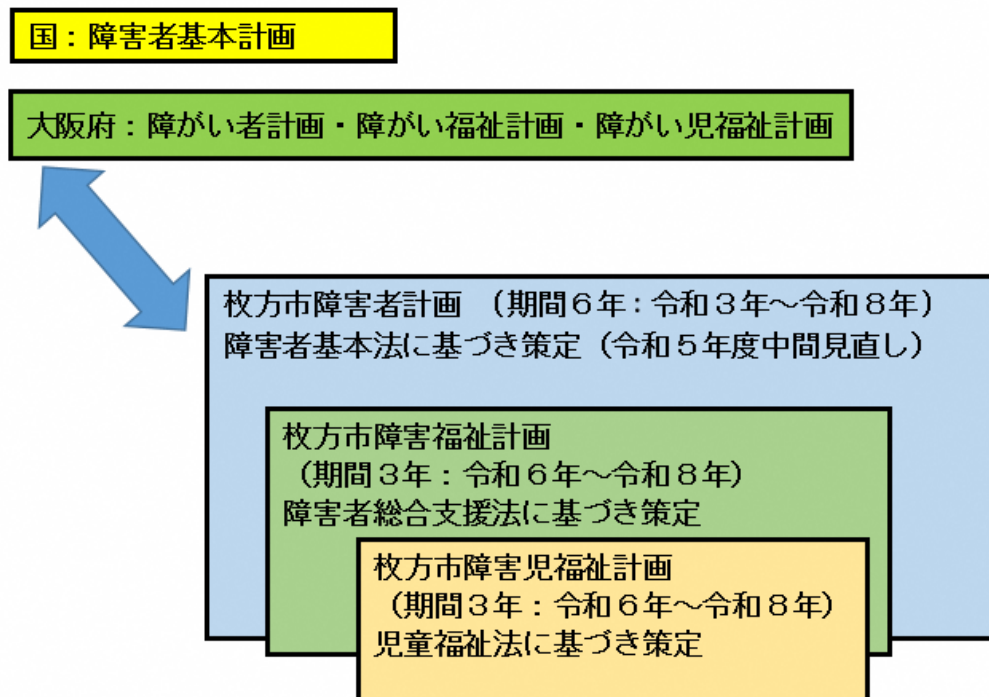 国：障害者基本計画
大阪府：障がい者計画・障がい福祉計画・障がい児福祉計画
枚方市障害者計画　（期間６年：令和３年～令和８年）
障害者基本法に基づき策定（令和５年度中間見直し）
枚方市障害福祉計画
（期間３年：令和６年～令和８年）
障害者総合支援法に基づき策定
枚方市障害児福祉計画
（期間３年：令和６年～令和８年）
児童福祉法に基づき策定